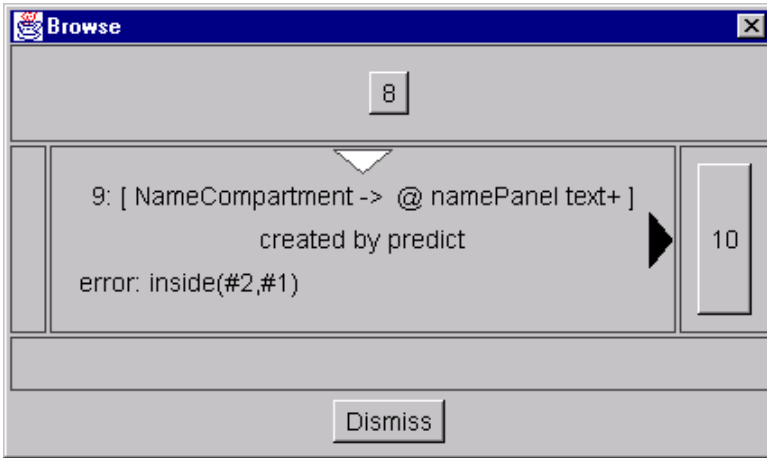 Browse
8
9: [ NameCompartment -> @ namePanel text+ ]
created by predict
error: inside(#2,#1)
10
Dismiss